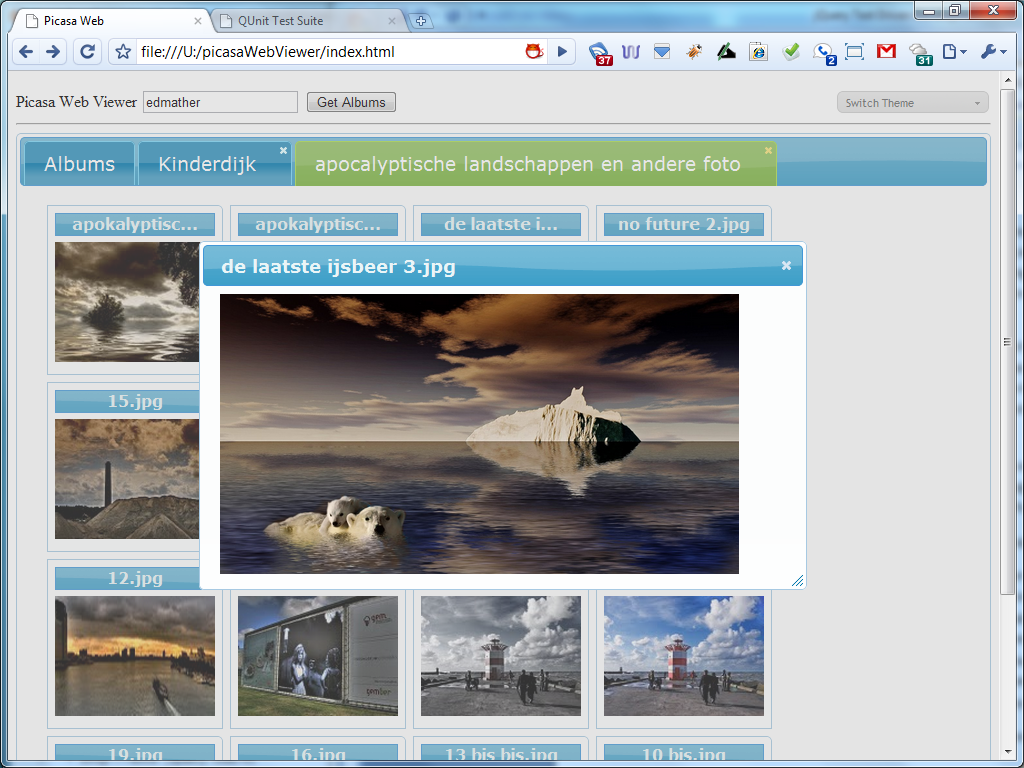 Picasa Web
QUnit Test Suite
file:///U:/picasaWebViewer/index.html
37
2
31
Picasa Web Viewer
edmather
Get Albums
Switch Theme
Albums
Kinderdijk
apocalyptische landschappen en andere foto
apokalyptisc...
apokalyptisc...
de laatste i...
no future 2.jpg
de laatste ijsbeer 3.jpg
15.jpg
12.jpg
gem
gember
19.jpg
16.jpg
13 bis bis.jpg
10 bis.jpg